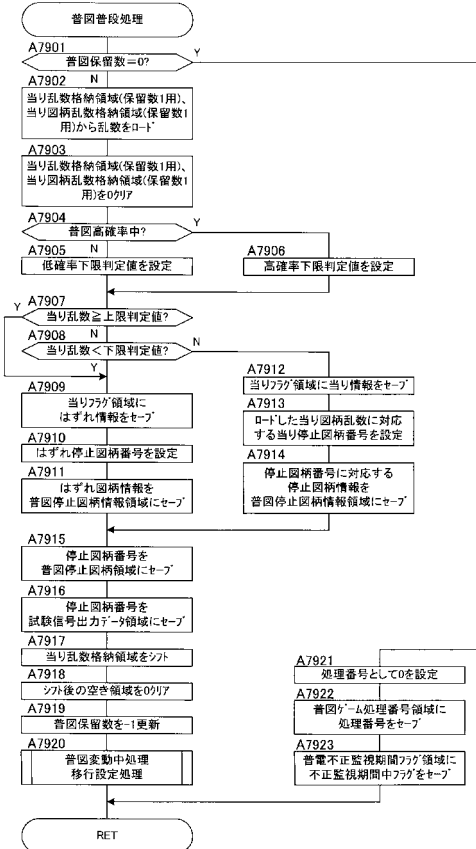 普図普段処理
A7901
Y
普図保留数=0?
A7902
N
当り乱数格納領域(保留数1用)、
当り図柄乱数格納領域(保留数1
用)から乱数をロード
A7903
当り乱数格納領域(保留数1用)、
当り図柄乱数格納領域(保留数1
用)を0クリア
A7904
Y
普図高確率中?
A7905
N
低確率下限判定値を設定
A7906
高確率下限判定値を設定
A7907
Y
当り乱数≧上限判定値?
A7908
N
N
当り乱数<下限判定値?
Y
A7909
当りフラグ領域に
はずれ情報をセーブ
A7910
はずれ停止図柄番号を設定
A7911
はずれ図柄情報を
普図停止図柄情報領域にセーブ
A7912
当りフラグ領域に当り情報をセーブ
A7913
ロードした当り図柄乱数に対応
する当り停止図柄番号を設定
A7914
停止図柄番号に対応する
停止図柄情報を
普図停止図柄情報領域にセーブ
A7915
停止図柄番号を
普図停止図柄領域にセーブ
A7916
停止図柄番号を
試験信号出力データ領域にセーブ
A7917
当り乱数格納領域をシフト
A7918
シフト後の空き領域を0クリア
A7919
普図保留数を-1更新
A7920
普図変動中処理
移行設定処理
A7921
処理番号として0を設定
A7922
普図ゲーム処理番号領域に
処理番号をセーブ
A7923
普電不正監視期間フラグ領域に
不正監視期間中フラグをセーブ
RET